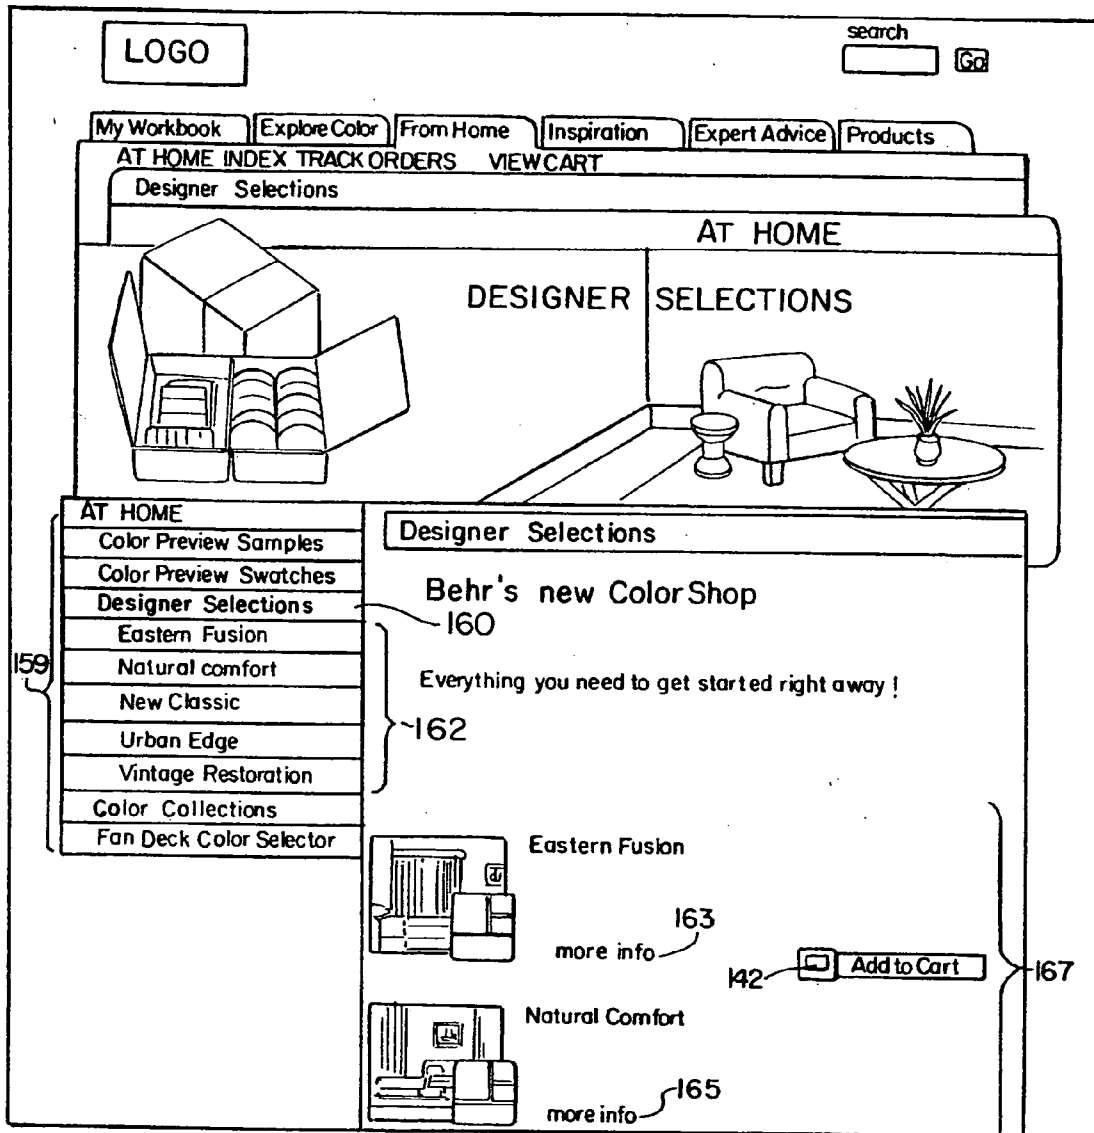 LOGO
search
Go
My Workbook Explore Color From Home Inspiration Expert Advice Products
AT HOME INDEX TRACK ORDERS VIEW CART
Designer Selections
AT HOME
DESIGNER SELECTIONS
AT HOME
Color Preview Samples
Color Preview Swatches
Designer Selections
Eastern Fusion
Natural comfort
New Classic
Urban Edge
Vintage Restoration
Color Collections
Fan Deck Color Selector
159
160
162
Designer Selections
Behr's new Color Shop
Everything you need to get started right away !
Eastern Fusion
more info 163
142 Add to Cart 167
Natural Comfort
more info 165